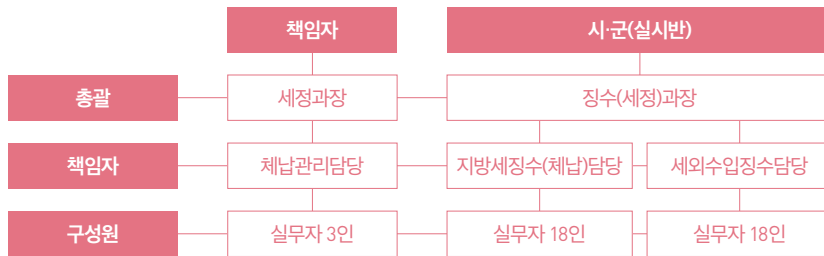 책임자
시·군(실시반)
총괄
세정과장
징수(세정)과장
책임자
체납관리담당
지방세징수(체납)담당
세외수입징수담당
구성원
실무자 3인
실무자 18인
실무자 18인